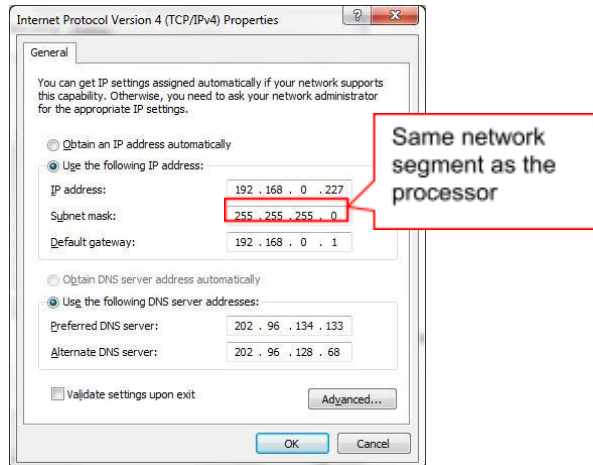 Internet Protocol Version 4 (TCP/IPv4) Properties
General
You can get IP settings assigned automatically if your network supports
this capability. Otherwise, you need to ask your network administrator
for the appropriate IP settings.
Obtain an IP address automatically
Use the following IP address:
IP address: 192 . 168 . 0 . 227
Subnet mask: 255 . 255 . 255 . 0
Default gateway: 192 . 168 . 0 . 1
Obtain DNS server address automatically
Use the following DNS server addresses:
Preferred DNS server: 202 . 96 . 134 . 133
Alternate DNS server: 202 . 96 . 128 . 68
Validate settings upon exit
Advanced...
OK Cancel
Same network
segment as the
processor